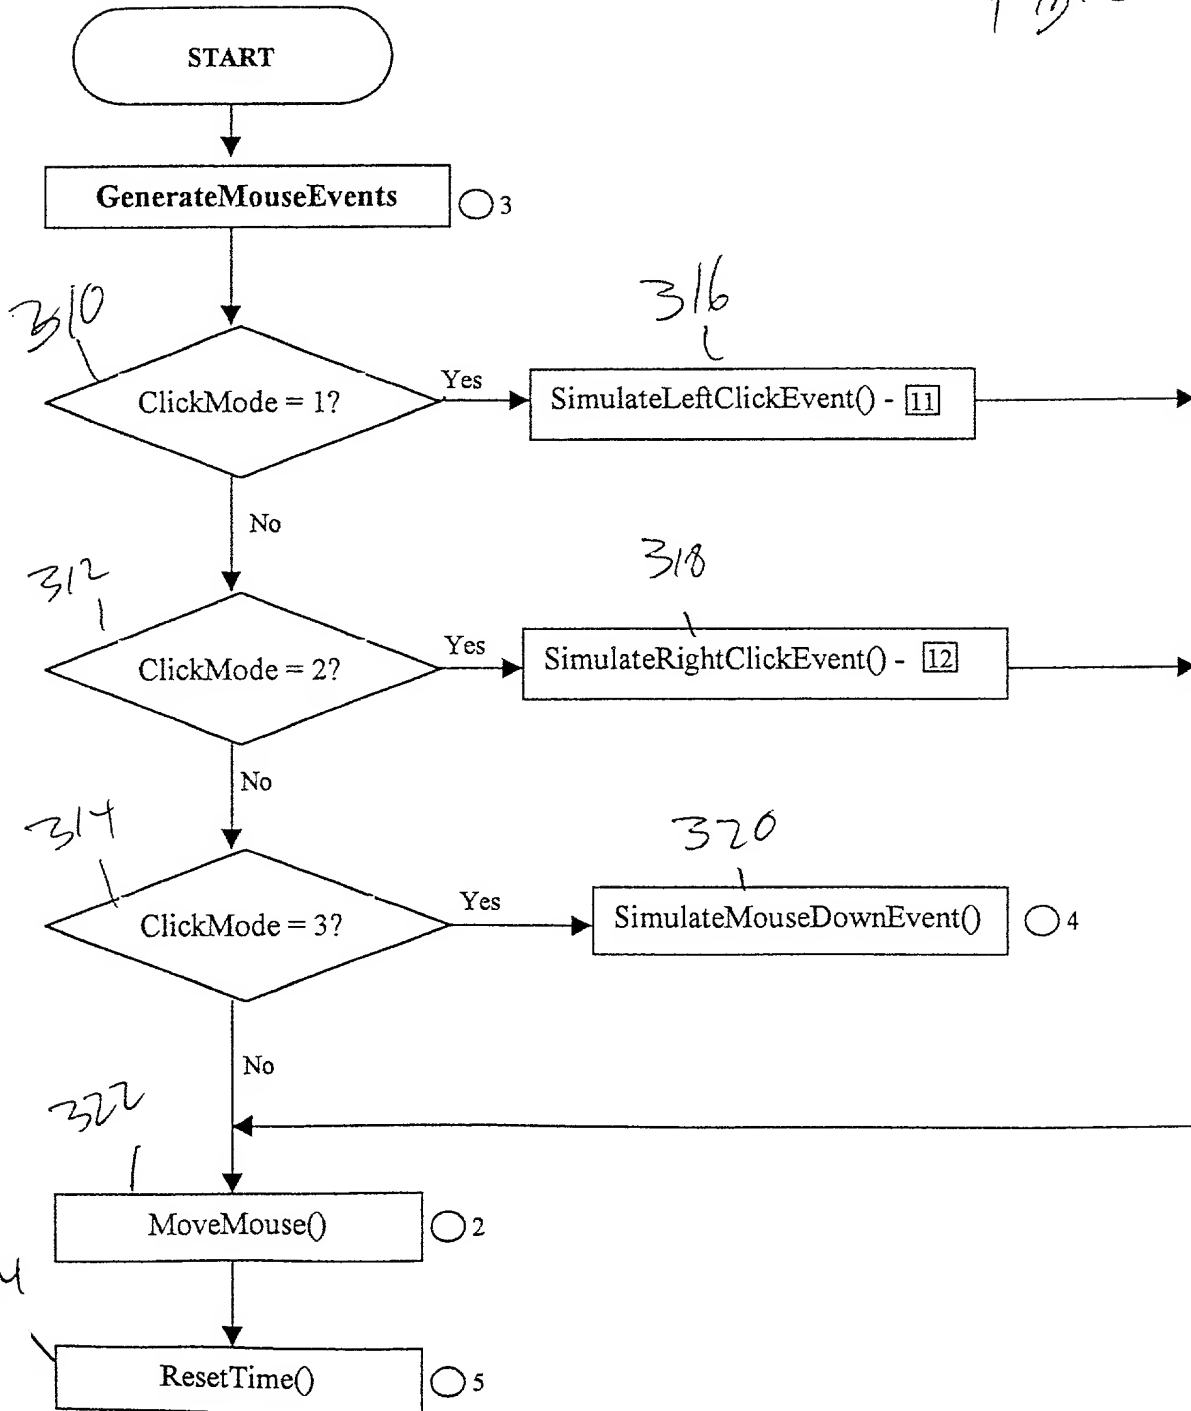 START
GenerateMouseEvents
3
310
316
ClickMode = 1?
Yes
SimulateLeftClickEvent() - 11
No
312
318
ClickMode = 2?
Yes
SimulateRightClickEvent() - 12
No
314
320
ClickMode = 3?
Yes
SimulateMouseDownEvent()
4
No
322
MoveMouse()
2
ResetTime()
5